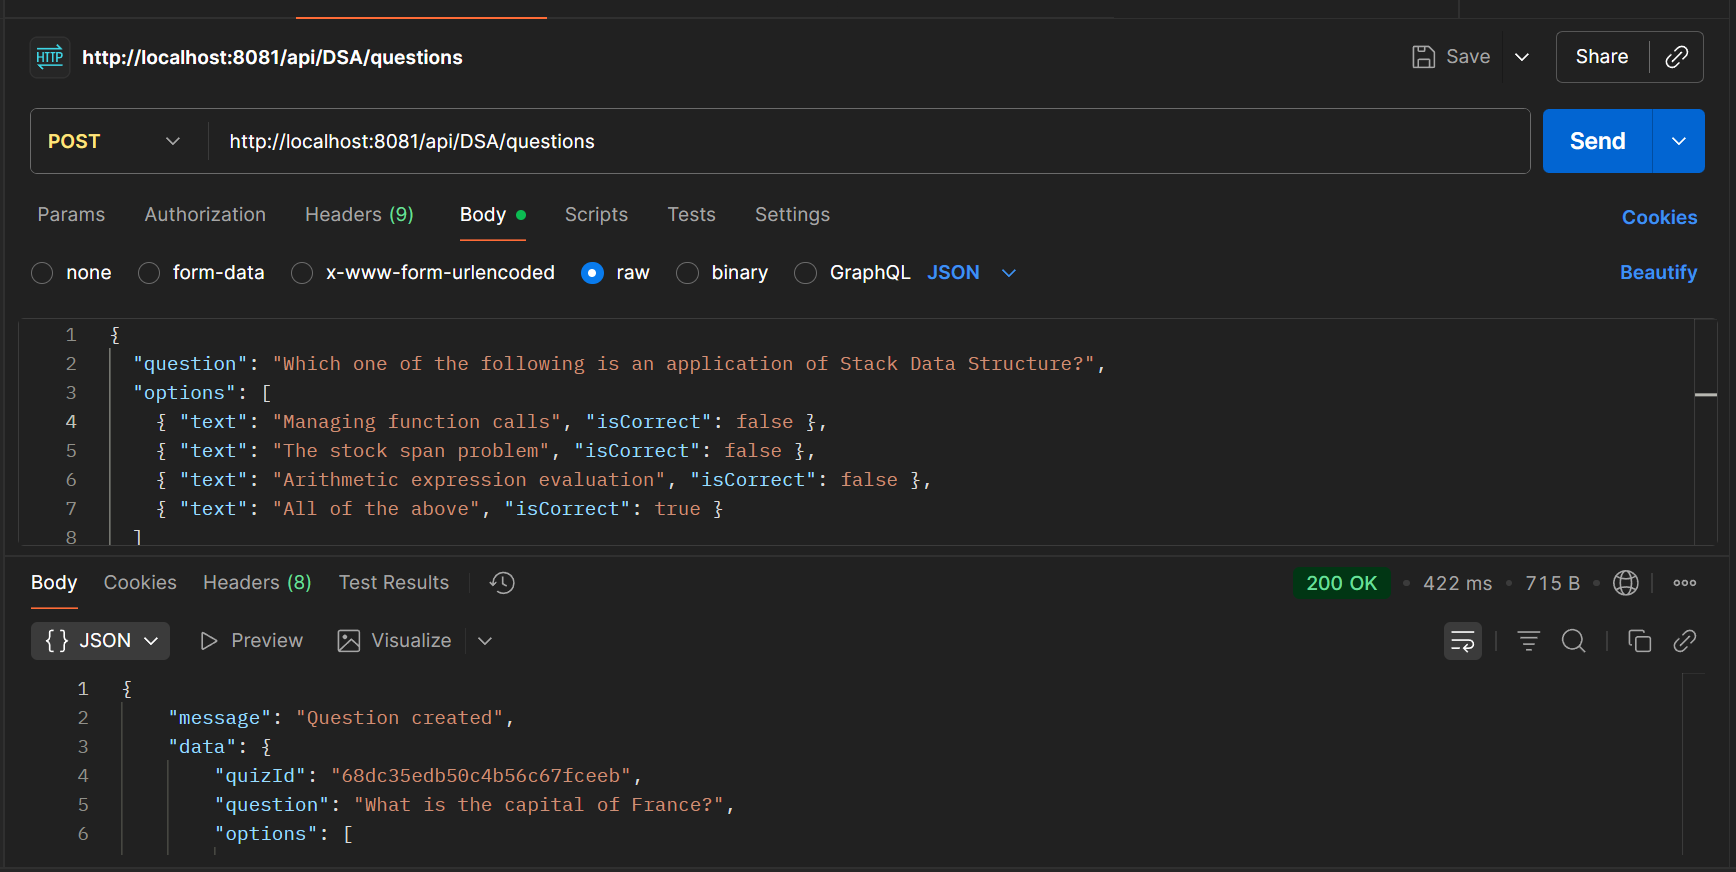 HTTP http://localhost:8081/api/DSA/questions Save Share
POST http://localhost:8081/api/DSA/questions Send
Params Authorization Headers (9) Body Scripts Tests Settings Cookies
none form-data x-www-form-urlencoded raw binary GraphQL JSON Beautify
1 {
2 "question": "Which one of the following is an application of Stack Data Structure?",
3 "options": [
4 { "text": "Managing function calls", "isCorrect": false },
5 { "text": "The stock span problem", "isCorrect": false },
6 { "text": "Arithmetic expression evaluation", "isCorrect": false },
7 { "text": "All of the above", "isCorrect": true }
8 ]
Body Cookies Headers (8) Test Results 200 OK • 422 ms • 715 B •
{} JSON Preview Visualize
1 {
2 "message": "Question created",
3 "data": {
4 "quizId": "68dc35edb50c4b56c67fceeb",
5 "question": "What is the capital of France?",
6 "options": [